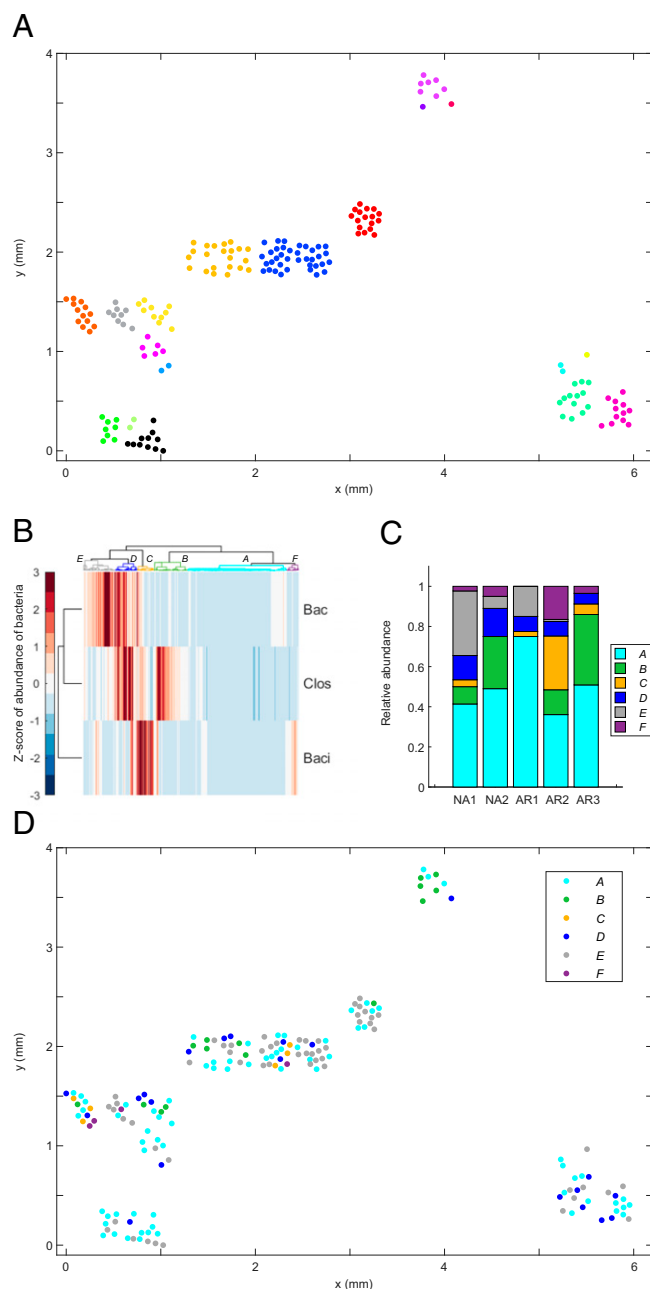 A
4
3
2
1
0
y (mm)
0 2 4 6
x (mm)
B
E D C B A F
3
2
1
0
-1
-2
-3
Z-score of abundance of bacteria
Bac
Clos
Baci
C
1
0.8
0.6
0.4
0.2
0
Relative abundance
NA1 NA2 AR1 AR2 AR3
A
B
C
D
E
F
D
4
3
2
1
0
y (mm)
0 2 4 6
x (mm)
A
B
C
D
E
F